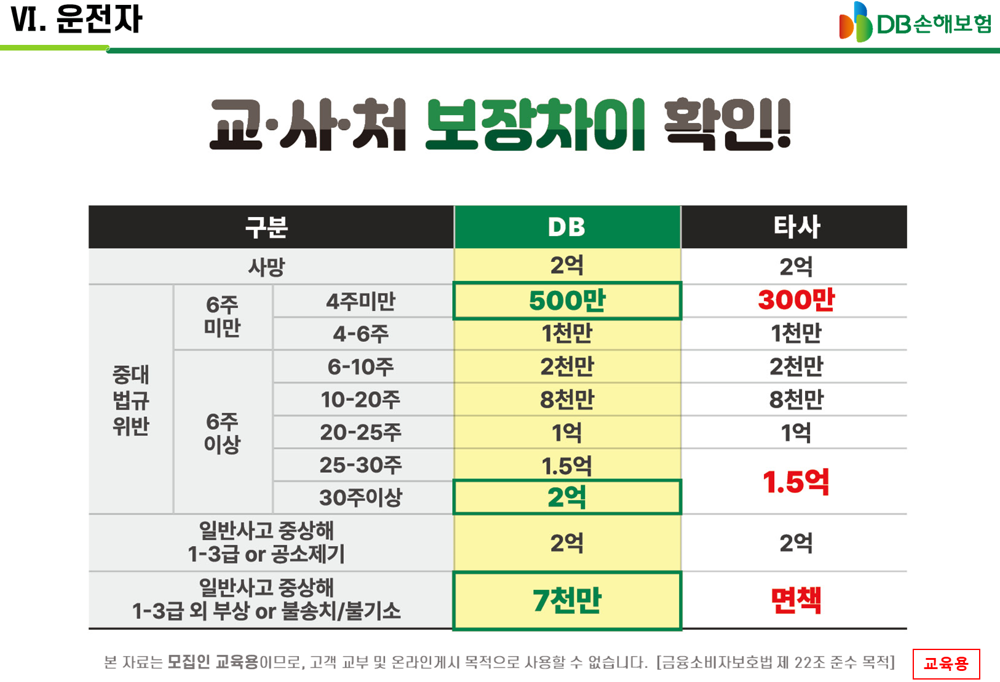 Ⅵ. 운전자
DB손해보험
교·사·처 보장차이 확인!
구분 DB 타사
사망 2억 2억
중대
법규
위반
6주
미만
4주미만 500만 300만
4-6주 1천만 1천만
6주
이상
6-10주 2천만 2천만
10-20주 8천만 8천만
20-25주 1억 1억
25-30주 1.5억 1.5억
30주이상 2억
일반사고 중상해
1-3급 or 공소제기
2억 2억
일반사고 중상해
1-3급 외 부상 or 불송치/불기소
7천만 면책
본 자료는 모집인 교육용이므로, 고객 교부 및 온라인게시 목적으로 사용할 수 없습니다. [금융소비자보호법 제 22조 준수 목적]
교육용